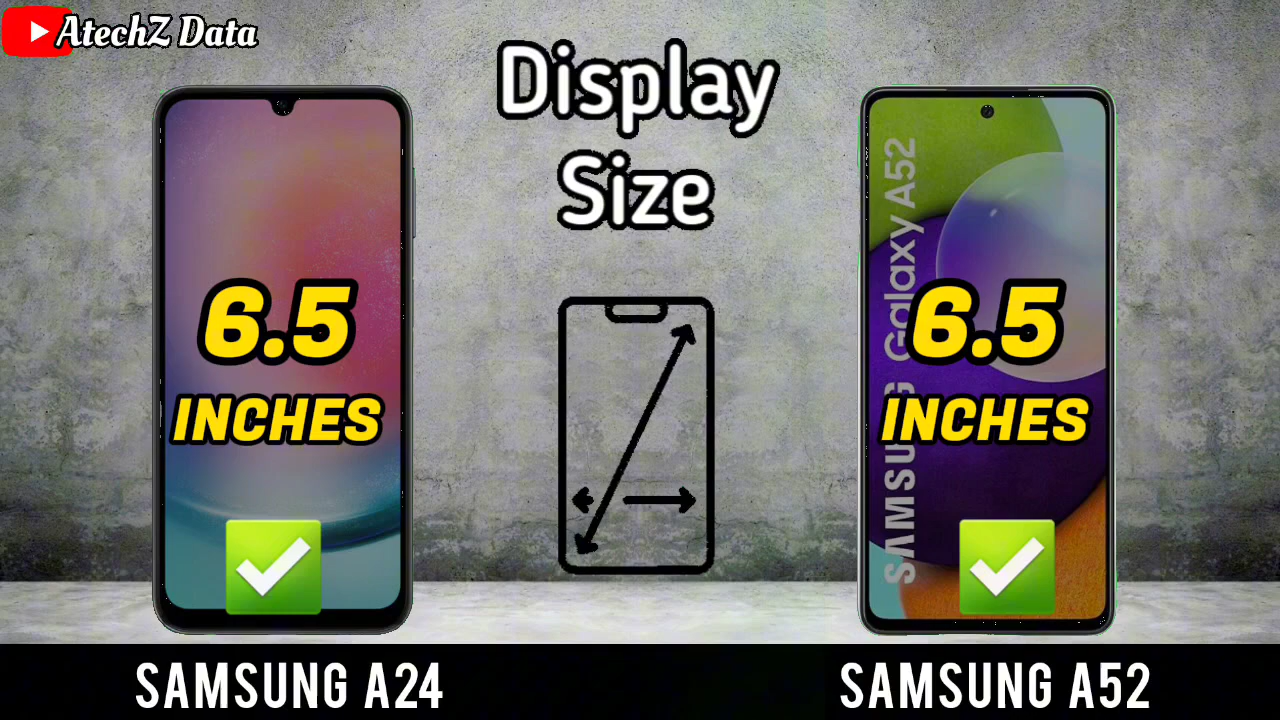 AtechZ Data
Display
Size
6.5
INCHES
SAMSUNG Galaxy A52
6.5
INCHES
SAMSUNG A24
SAMSUNG A52